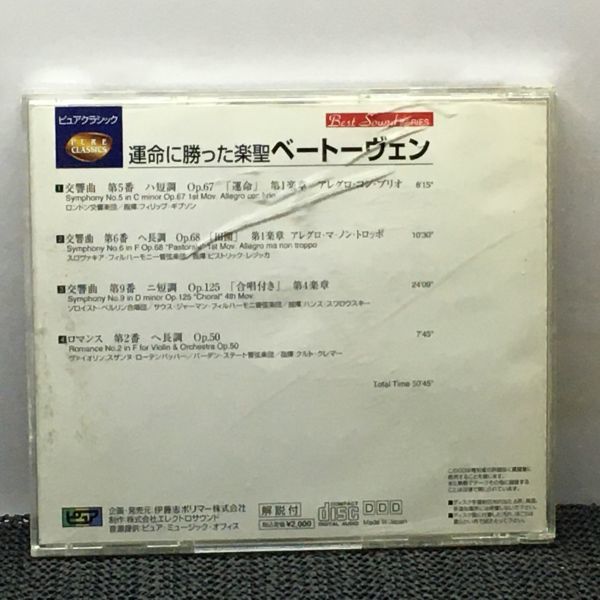 ピュアクラシック
PURE
CLASSICS
Best Sound SERIES
運命に勝った楽聖ベートーヴェン
1 交響曲 第5番 ハ短調 Op.67 「運命」 第1楽章 アレグロ・コン・ブリオ 8'15"
Symphony No.5 in C minor Op.67 1st Mov. Allegro con brio
ロンドン交響楽団／指揮 フィリップ・ギブソン
2 交響曲 第6番 ヘ長調 Op.68 「田園」 第1楽章 アレグロ・マ・ノン・トロッポ 10'30"
Symphony No.6 in F Op.68 "Pastorale" 1st Mov. Allegro ma non troppo
スロヴァキア・フィルハーモニー管弦楽団／指揮 ピストリック・レジッカ
3 交響曲 第9番 ニ短調 Op.125 「合唱付き」 第4楽章 24'09"
Symphony No.9 in D minor Op.125 "Choral" 4th Mov.
ソロイスト・ベルリン合唱団／サウス・ジャーマン・フィルハーモニー管弦楽団／指揮 ハンス・スワロウスキー
4 ロマンス 第2番 ヘ長調 Op.50 7'45"
Romance No.2 in F for Violin & Orchestra Op.50
ヴァイオリン:スザンヌ・ローテンバッハー／バーデン・ステート管弦楽団／指揮 クルト・クレマー
Total Time 50'45"
ピュア
企画・発売元 伊藤忠ポリマー株式会社
制作:株式会社エレクトロサウンド
音源提供:ピュア・ミュージック・オフィス
解説付
税込定価¥2,000
COMPACT
disc
DIGITAL AUDIO
DDD
Made in Japan